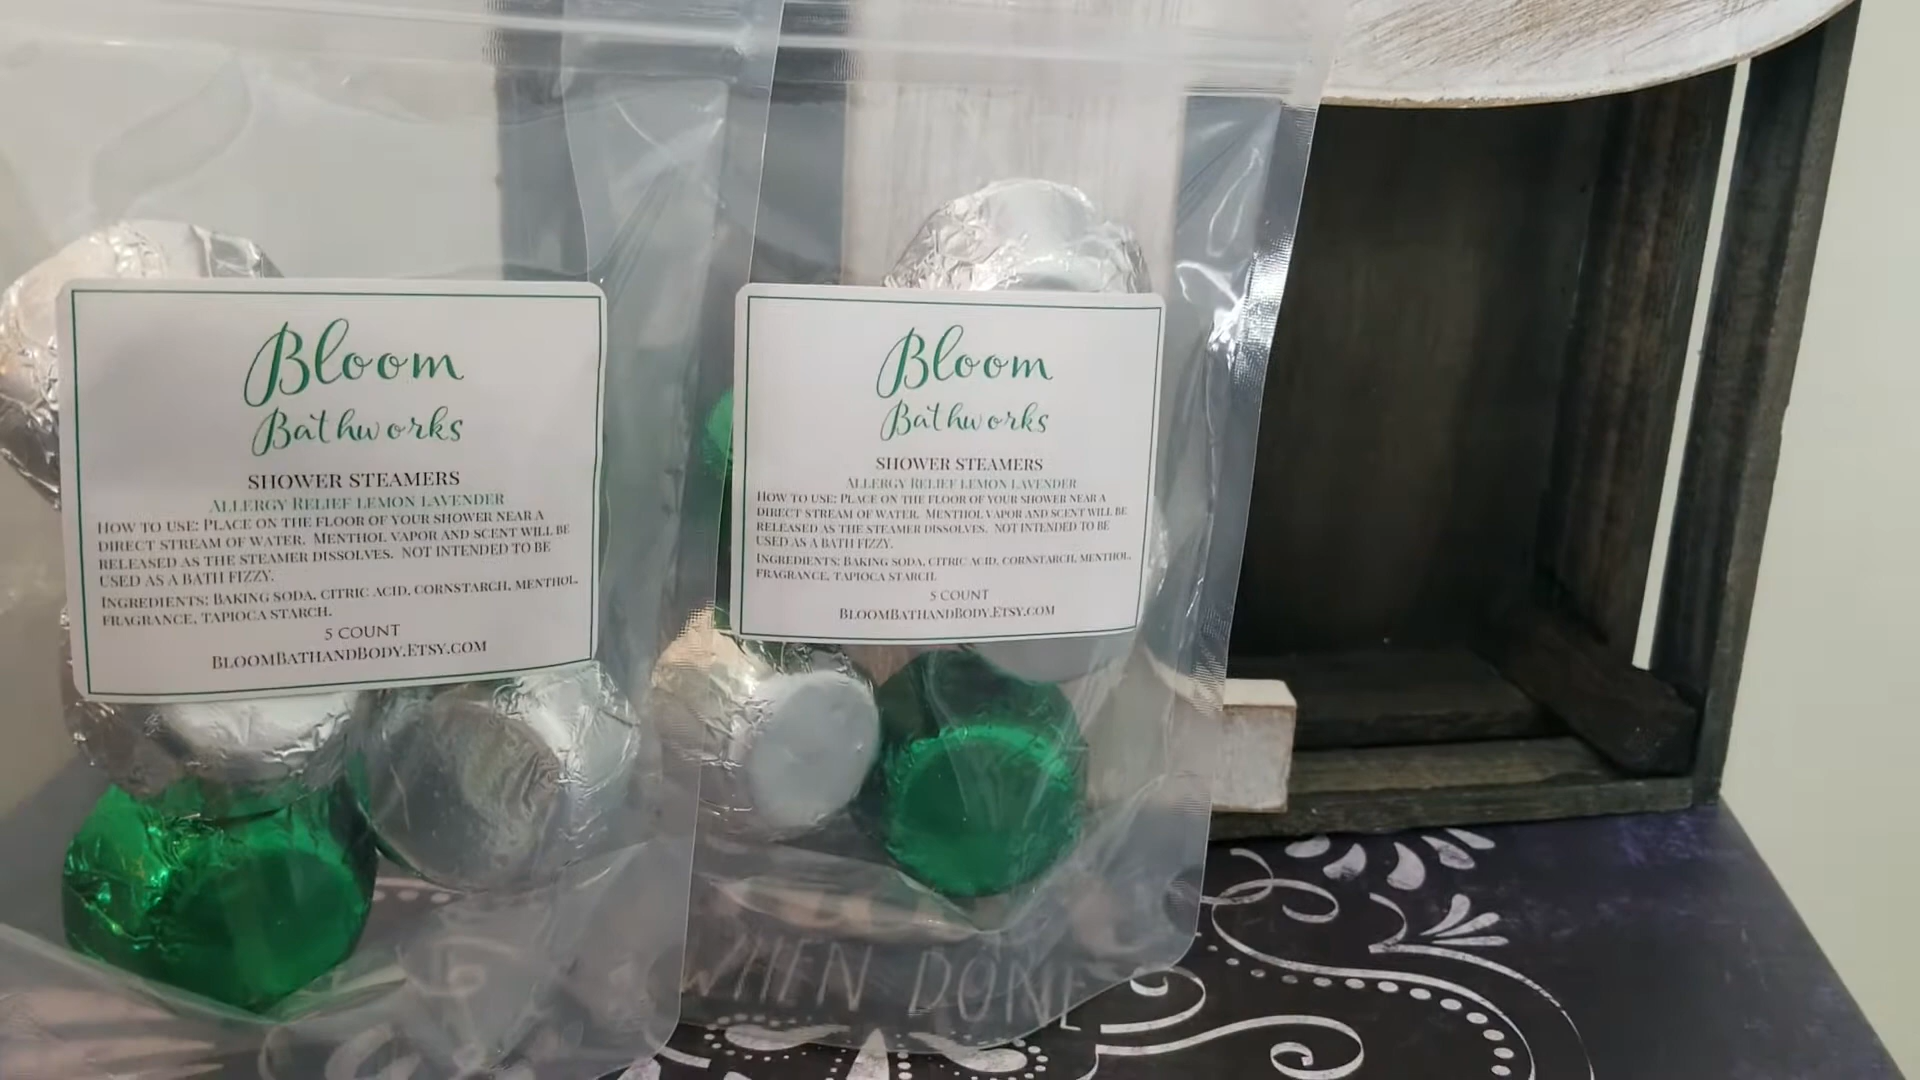 Bloom
Bathworks
SHOWER STEAMERS
ALLERGY RELIEF LEMON LAVENDER
HOW TO USE: PLACE ON THE FLOOR OF YOUR SHOWER NEAR A
DIRECT STREAM OF WATER. MENTHOL VAPOR AND SCENT WILL BE
RELEASED AS THE STEAMER DISSOLVES. NOT INTENDED TO BE
USED AS A BATH FIZZY.
INGREDIENTS: BAKING SODA, CITRIC ACID, CORNSTARCH, MENTHOL,
FRAGRANCE, TAPIOCA STARCH.
5 COUNT
BLOOMBATHANDBODY.ETSY.COM
Bloom
Bathworks
SHOWER STEAMERS
ALLERGY RELIEF LEMON LAVENDER
HOW TO USE: PLACE ON THE FLOOR OF YOUR SHOWER NEAR A
DIRECT STREAM OF WATER. MENTHOL VAPOR AND SCENT WILL BE
RELEASED AS THE STEAMER DISSOLVES. NOT INTENDED TO BE
USED AS A BATH FIZZY.
INGREDIENTS: BAKING SODA, CITRIC ACID, CORNSTARCH, MENTHOL,
FRAGRANCE, TAPIOCA STARCH.
5 COUNT
BLOOMBATHANDBODY.ETSY.COM
WHEN DONE